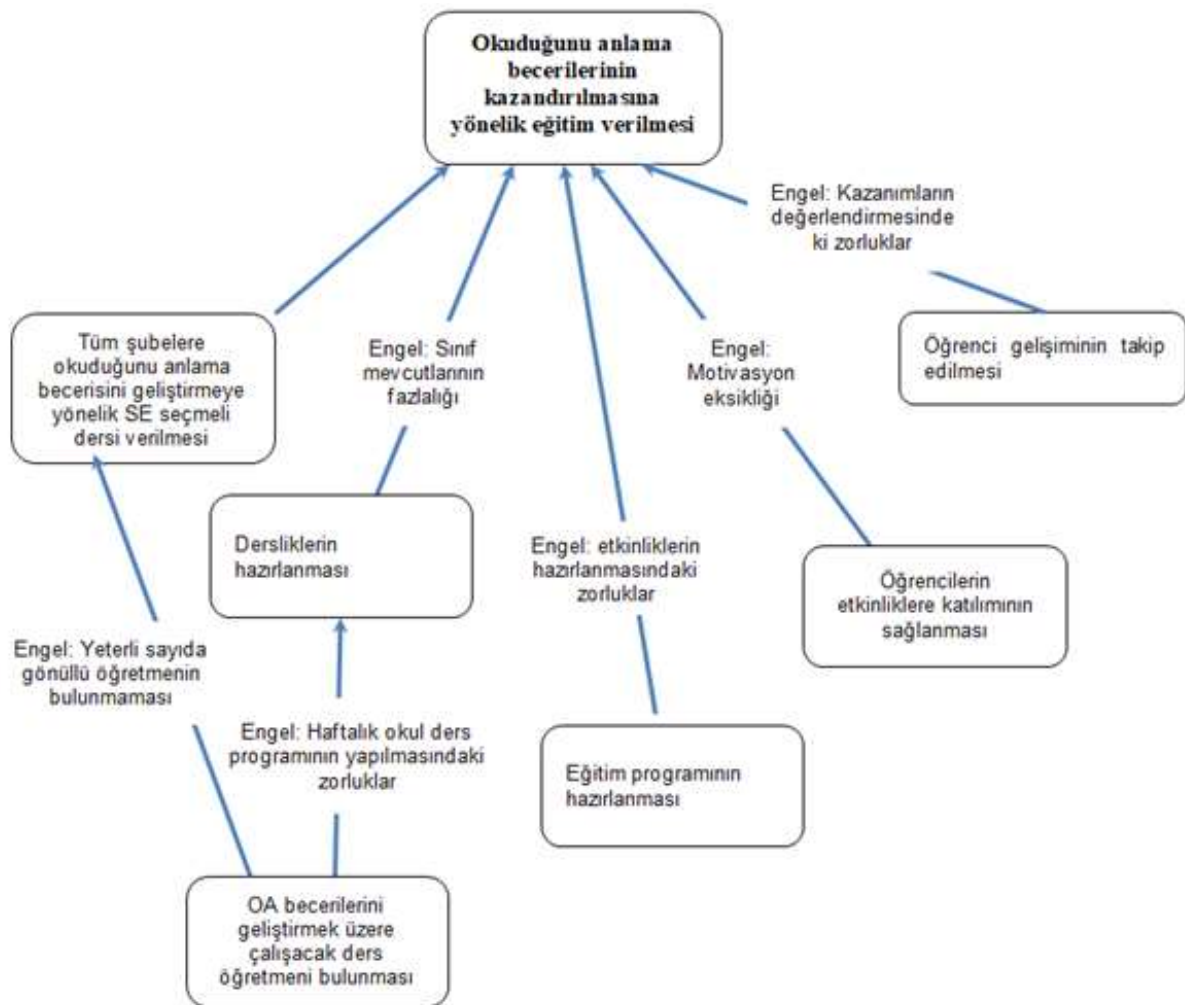 Okuduğunu anlama
becerilerinin
kazandırılmasına
yönelik eğitim verilmesi
Engel: Kazanımların
değerlendirmesinde
ki zorluklar
Tüm şubelere
okuduğunu anlama
becerisini geliştirmeye
yönelik SE seçmeli
dersi verilmesi
Engel: Sınıf
mevcutlarının
fazlalığı
Engel:
Motivasyon
eksikliği
Öğrenci gelişiminin takip
edilmesi
Dersliklerin
hazırlanması
Engel: etkinliklerin
hazırlanmasındaki
zorluklar
Öğrencilerin
etkinliklere katılımının
sağlanması
Engel: Yeterli sayıda
gönüllü öğretmenin
bulunmaması
Engel: Haftalık okul ders
programının yapılmasındaki
zorluklar
Eğitim programının
hazırlanması
OA becerilerini
geliştirmek üzere
çalışacak ders
öğretmeni bulunması